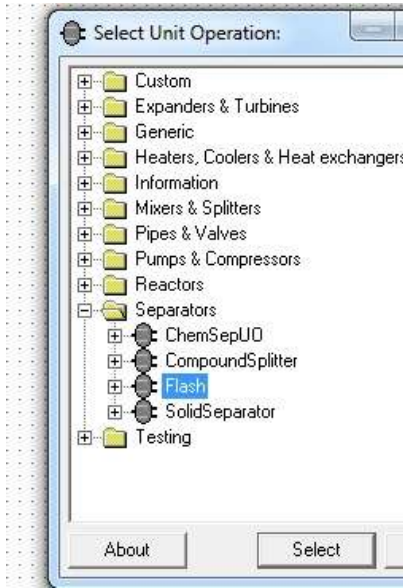 Select Unit Operation:
Custom
Expanders & Turbines
Generic
Heaters, Coolers & Heat exchangers
Information
Mixers & Splitters
Pipes & Valves
Pumps & Compressors
Reactors
Separators
ChemSepUO
CompoundSplitter
Flash
SolidSeparator
Testing
About Select